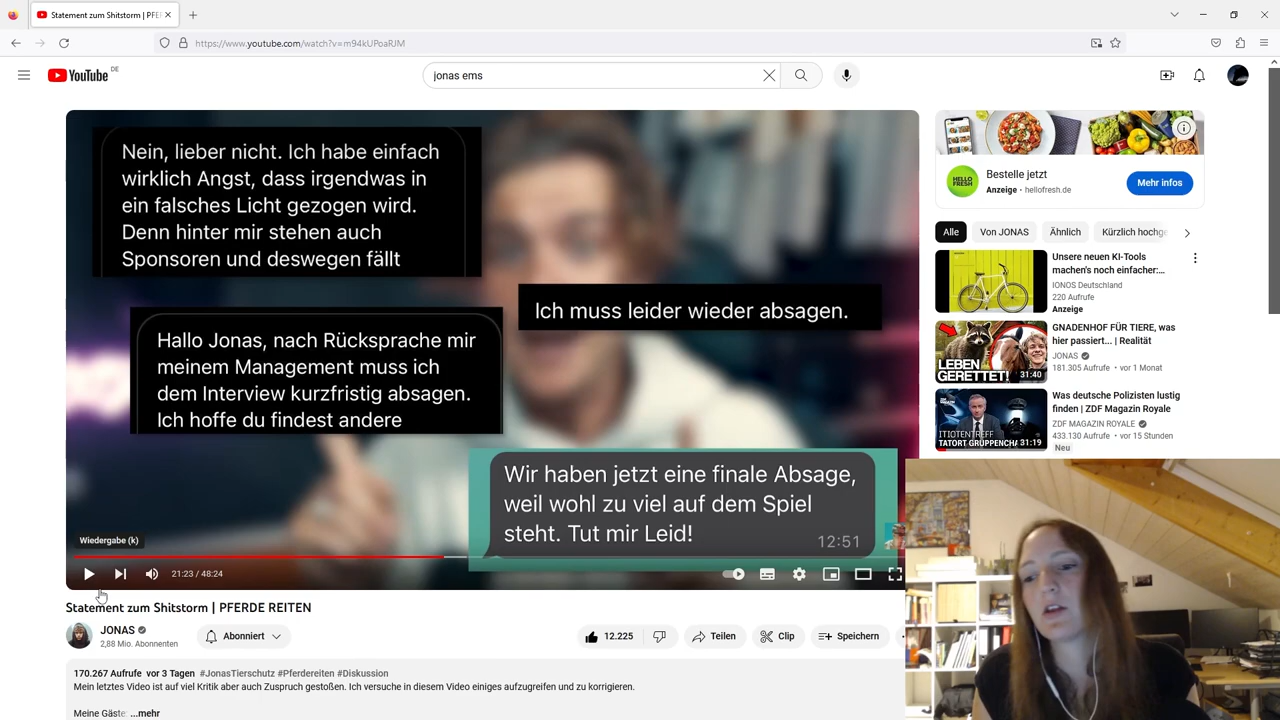 Statement zum Shitstorm | PFE
https://www.youtube.com/watch?v=m94kUPoaRJM
YouTube DE
jonas ems
Nein, lieber nicht. Ich habe einfach
wirklich Angst, dass irgendwas in
ein falsches Licht gezogen wird.
Denn hinter mir stehen auch
Sponsoren und deswegen fällt
Ich muss leider wieder absagen.
Hallo Jonas, nach Rücksprache mir
meinem Management muss ich
dem Interview kurzfristig absagen.
Ich hoffe du findest andere
Wir haben jetzt eine finale Absage,
weil wohl zu viel auf dem Spiel
steht. Tut mir Leid!
12:51
Wiedergabe (k)
21:23 / 48:24
Statement zum Shitstorm | PFERDE REITEN
JONAS
2,88 Mio. Abonnenten
Abonniert
12.225
Teilen
Clip
Speichern
170.267 Aufrufe vor 3 Tagen #JonasTierschutz #Pferdereiten #Diskussion
Mein letztes Video ist auf viel Kritik aber auch Zuspruch gestoßen. Ich versuche in diesem Video einiges aufzugreifen und zu korrigieren.
Meine Gäste ...mehr
HELLO
FRESH
Bestelle jetzt
Anzeige • hellofresh.de
Mehr infos
Alle
Von JONAS
Ähnlich
Kürzlich hochge
Unsere neuen KI-Tools
machen's noch einfacher:...
IONOS Deutschland
220 Aufrufe
Anzeige
LEBEN
GERETTET!
31:40
GNADENHOF FÜR TIERE, was
hier passiert... | Realität
JONAS
181.305 Aufrufe • vor 1 Monat
ZDF MAGAZIN ROYALE
TATORT GRUPPENCHA
31:19
Was deutsche Polizisten lustig
finden | ZDF Magazin Royale
ZDF MAGAZIN ROYALE
433.130 Aufrufe • vor 15 Stunden
Neu